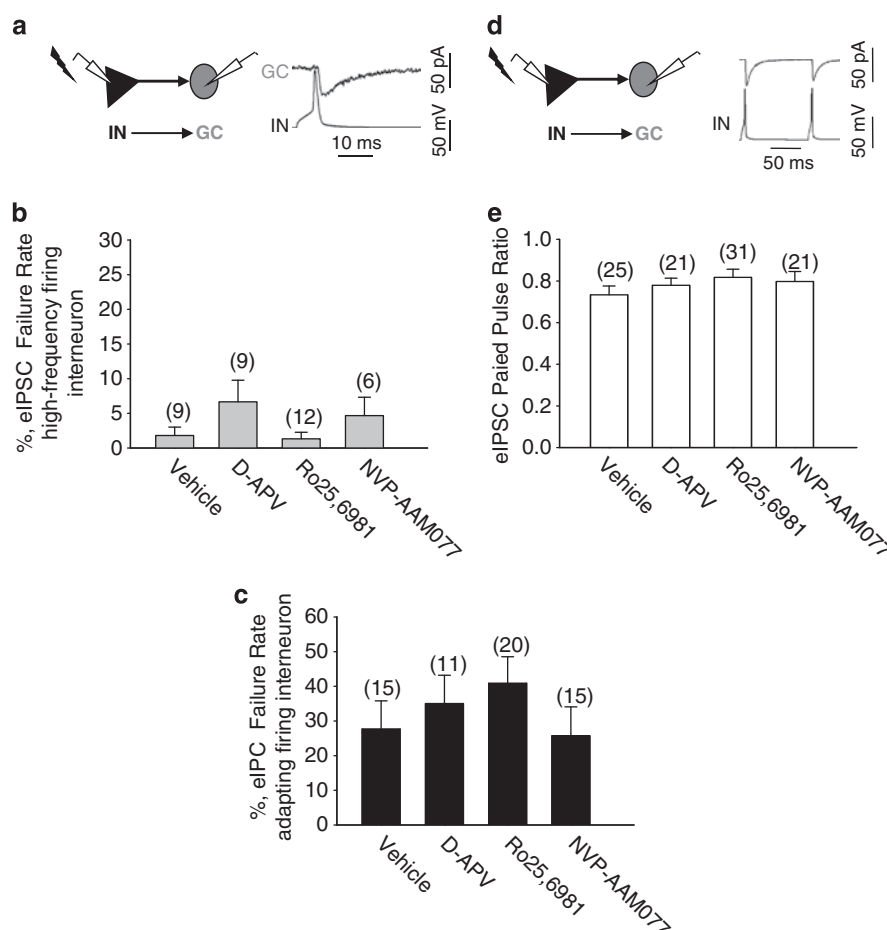 a
GC
50 pA
IN → GC
IN
50 mV
10 ms
d
50 pA
IN → GC
IN
50 mV
50 ms
b
%, eIPSC Failure Rate
high-frequency firing
interneuron
30
25
20
15
10
5
0
(9)
(9)
(12)
(6)
Vehicle
D-APV
Ro25,6981
NVP-AAM077
e
eIPSC Paied Pulse Ratio
1.0
0.8
0.6
0.4
0.2
0.0
(25)
(21)
(31)
(21)
Vehicle
D-APV
Ro25,6981
NVP-AAM077
c
%, eIPC Failure Rate
adapting firing interneuron
60
50
40
30
20
10
0
(15)
(11)
(20)
(15)
Vehicle
D-APV
Ro25,6981
NVP-AAM077